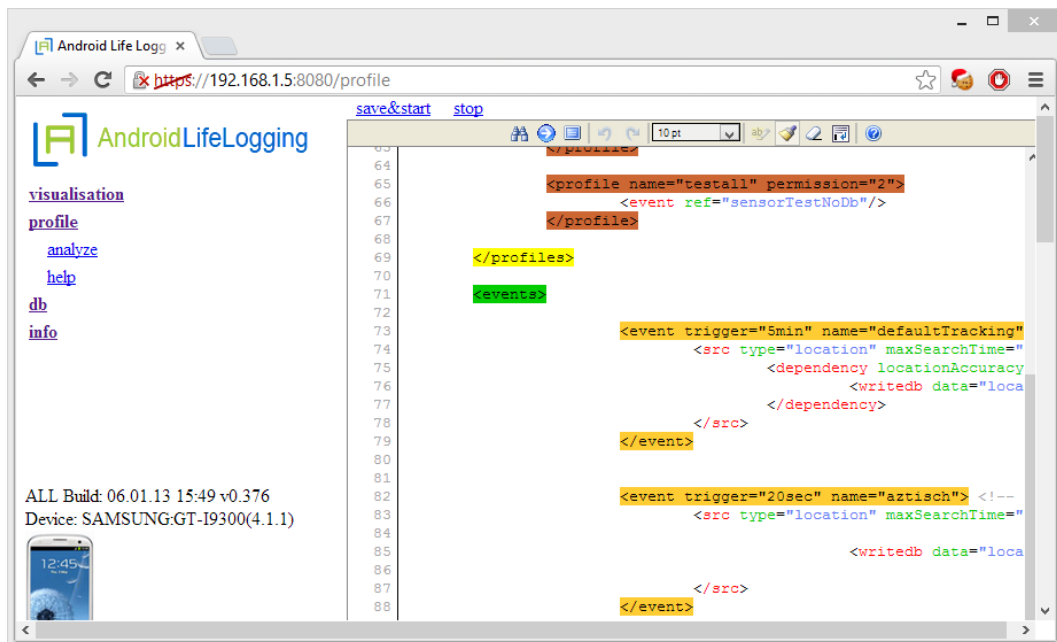 Android Life Logg
https://192.168.1.5:8080/profile
AndroidLifeLogging
visualisation
profile
analyze
help
db
info
ALL Build: 06.01.13 15:49 v0.376
Device: SAMSUNG:GT-I9300(4.1.1)
12:45
save&start stop
10 pt
63 </profile>
64
65 <profile name="testall" permission="2">
66 <event ref="sensorTestNoDb"/>
67 </profile>
68
69 </profiles>
70
71 <events>
72
73 <event trigger="5min" name="defaultTracking"
74 <src type="location" maxSearchTime="
75 <dependency locationAccuracy
76 <writedb data="loca
77 </dependency>
78 </src>
79 </event>
80
81
82 <event trigger="20sec" name="aztisch"> <!--
83 <src type="location" maxSearchTime="
84
85 <writedb data="loca
86
87 </src>
88 </event>